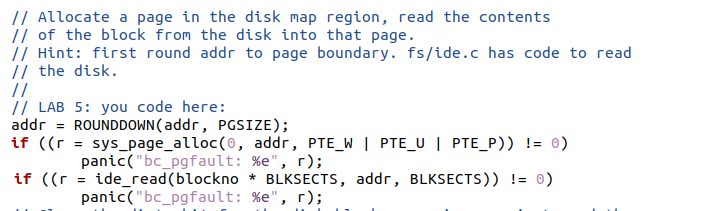 // Allocate a page in the disk map region, read the contents
// of the block from the disk into that page.
// Hint: first round addr to page boundary. fs/ide.c has code to read
// the disk.
//
// LAB 5: you code here:
addr = ROUNDDOWN(addr, PGSIZE);
if ((r = sys_page_alloc(0, addr, PTE_W | PTE_U | PTE_P)) != 0)
        panic("bc_pgfault: %e", r);
if ((r = ide_read(blockno * BLKSECTS, addr, BLKSECTS)) != 0)
        panic("bc_pgfault: %e", r);